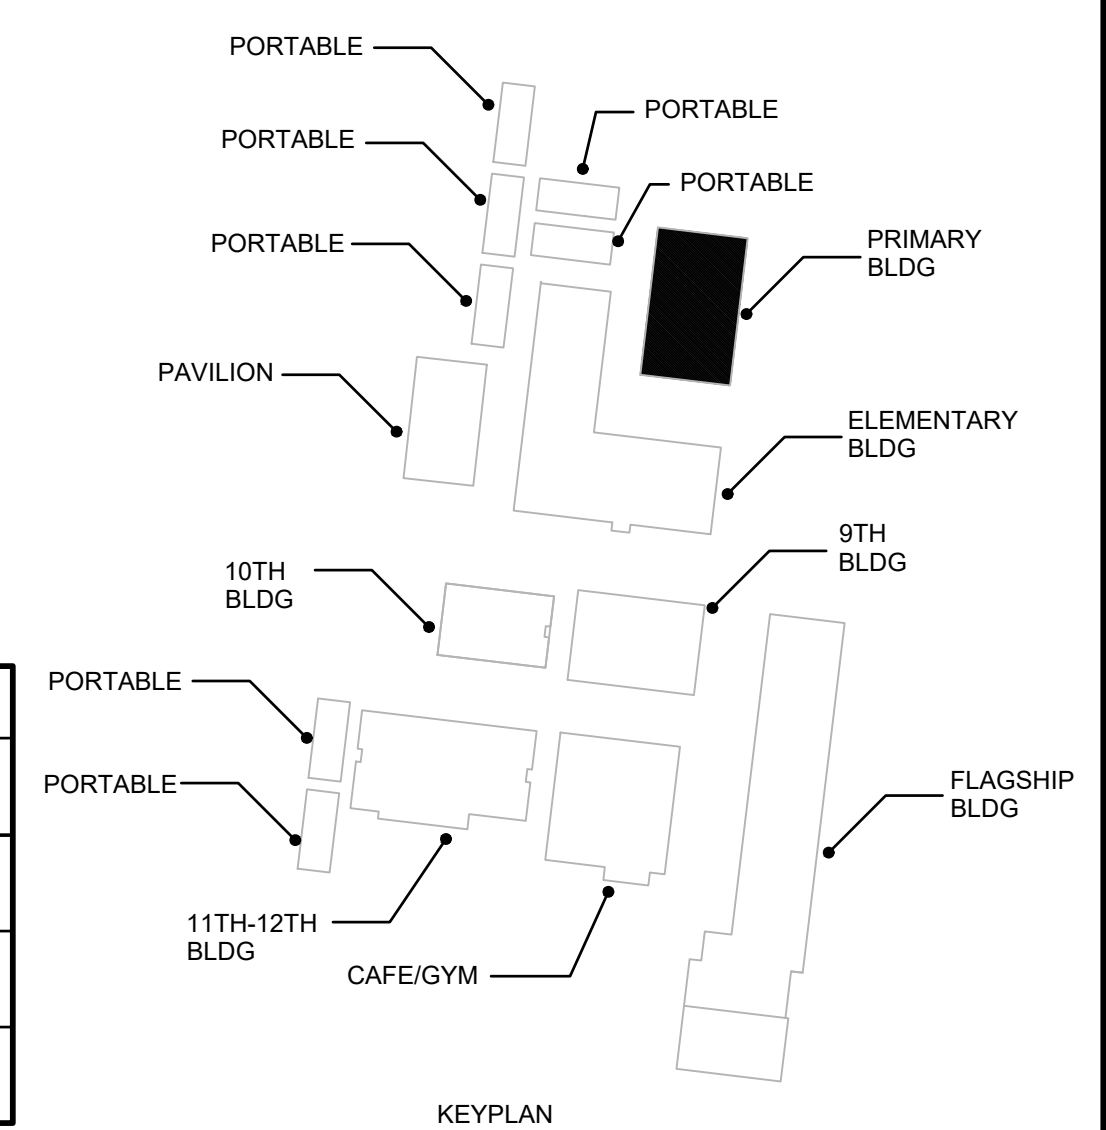 PORTABLE
PORTABLE
PORTABLE
PORTABLE
PRIMARY
BLDG
PORTABLE
PAVILION
ELEMENTARY
BLDG
9TH
BLDG
10TH
BLDG
PORTABLE
PORTABLE
FLAGSHIP
BLDG
11TH-12TH
BLDG
CAFE/GYM
KEYPLAN